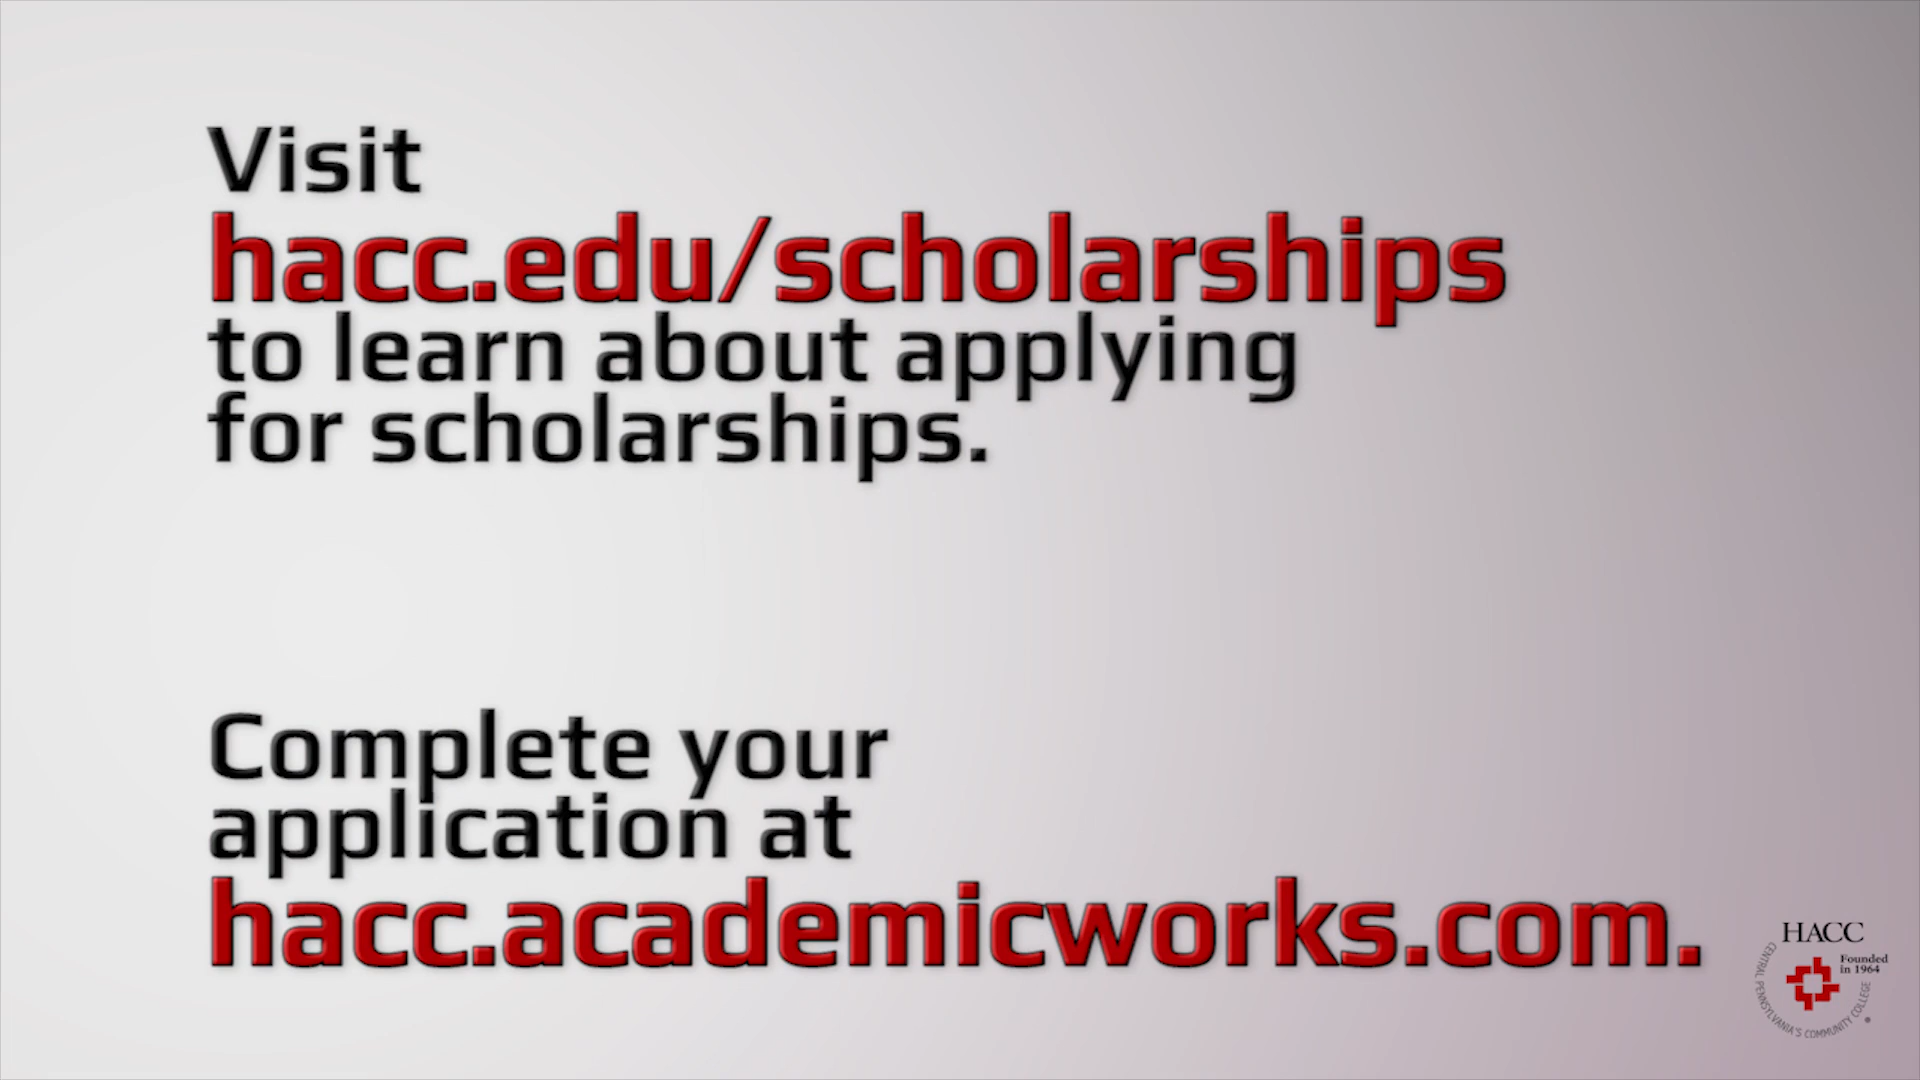 Visit
hacc.edu/scholarships
to learn about applying
for scholarships.
Complete your
application at
hacc.academicworks.com.
HACC
Founded
in 1964
CENTRAL PENNSYLVANIA'S COMMUNITY COLLEGE
®